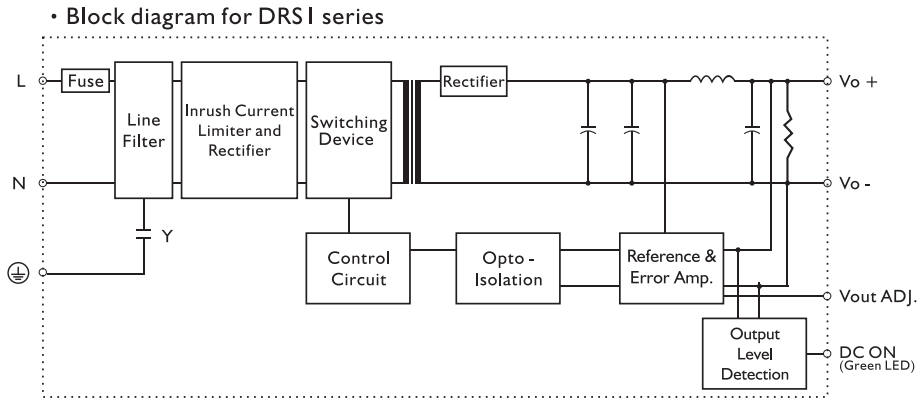 • Block diagram for DRS1 series
L
Fuse
Line
Filter
Inrush Current
Limiter and
Rectifier
Switching
Device
Rectifier
Vo +
N
Vo -
Y
Control
Circuit
Opto -
Isolation
Reference &
Error Amp.
Vout ADJ.
Output
Level
Detection
DC ON
(Green LED)